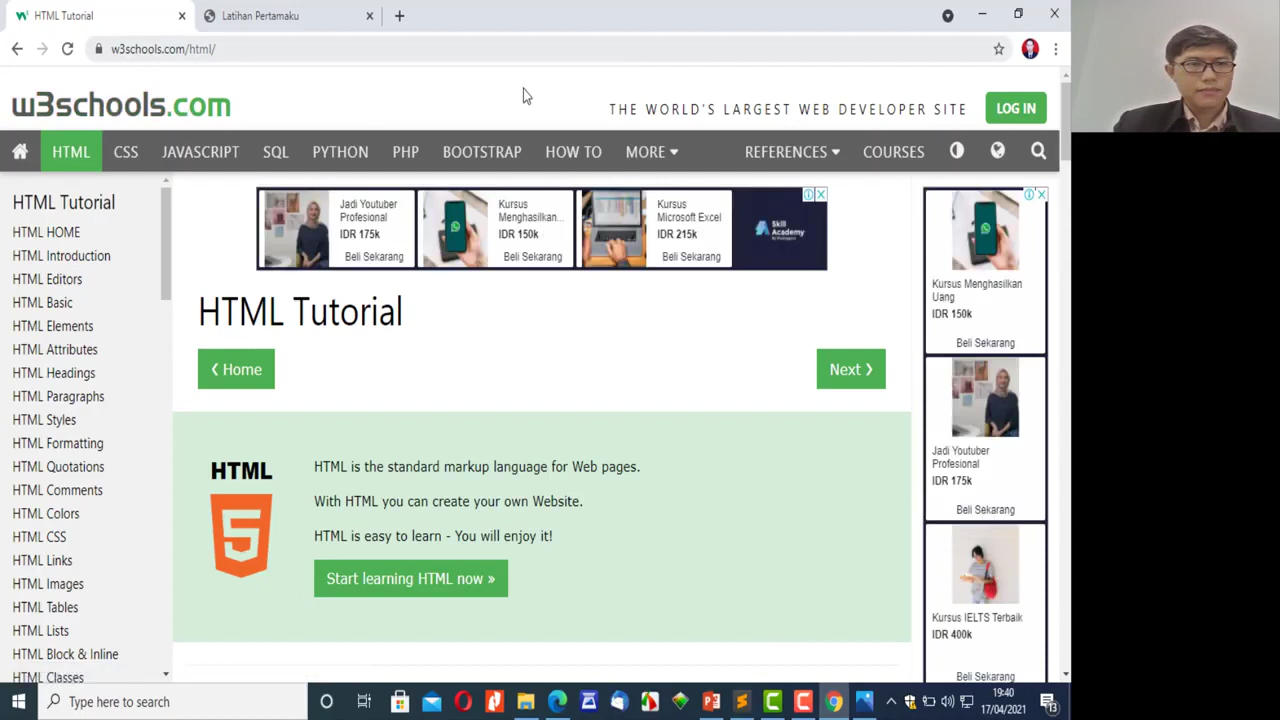 HTML Tutorial
Latihan Pertamaku
w3schools.com/html/
w3schools.com
THE WORLD'S LARGEST WEB DEVELOPER SITE
LOG IN
HTML
CSS
JAVASCRIPT
SQL
PYTHON
PHP
BOOTSTRAP
HOW TO
MORE
REFERENCES
COURSES
HTML Tutorial
HTML HOME
HTML Introduction
HTML Editors
HTML Basic
HTML Elements
HTML Attributes
HTML Headings
HTML Paragraphs
HTML Styles
HTML Formatting
HTML Quotations
HTML Comments
HTML Colors
HTML CSS
HTML Links
HTML Images
HTML Tables
HTML Lists
HTML Block & Inline
HTML Classes
Jadi Youtuber
Profesional
IDR 175k
Beli Sekarang
Kursus
Menghasilkan...
IDR 150k
Beli Sekarang
Kursus
Microsoft Excel
IDR 215k
Beli Sekarang
Skill
Academy
HTML Tutorial
❮ Home
Next ❯
HTML
5
HTML is the standard markup language for Web pages.
With HTML you can create your own Website.
HTML is easy to learn - You will enjoy it!
Start learning HTML now »
Kursus Menghasilkan
Uang
IDR 150k
Beli Sekarang
Jadi Youtuber
Profesional
IDR 175k
Beli Sekarang
Kursus IELTS Terbaik
IDR 400k
Beli Sekarang
Type here to search
19:40
17/04/2021
13